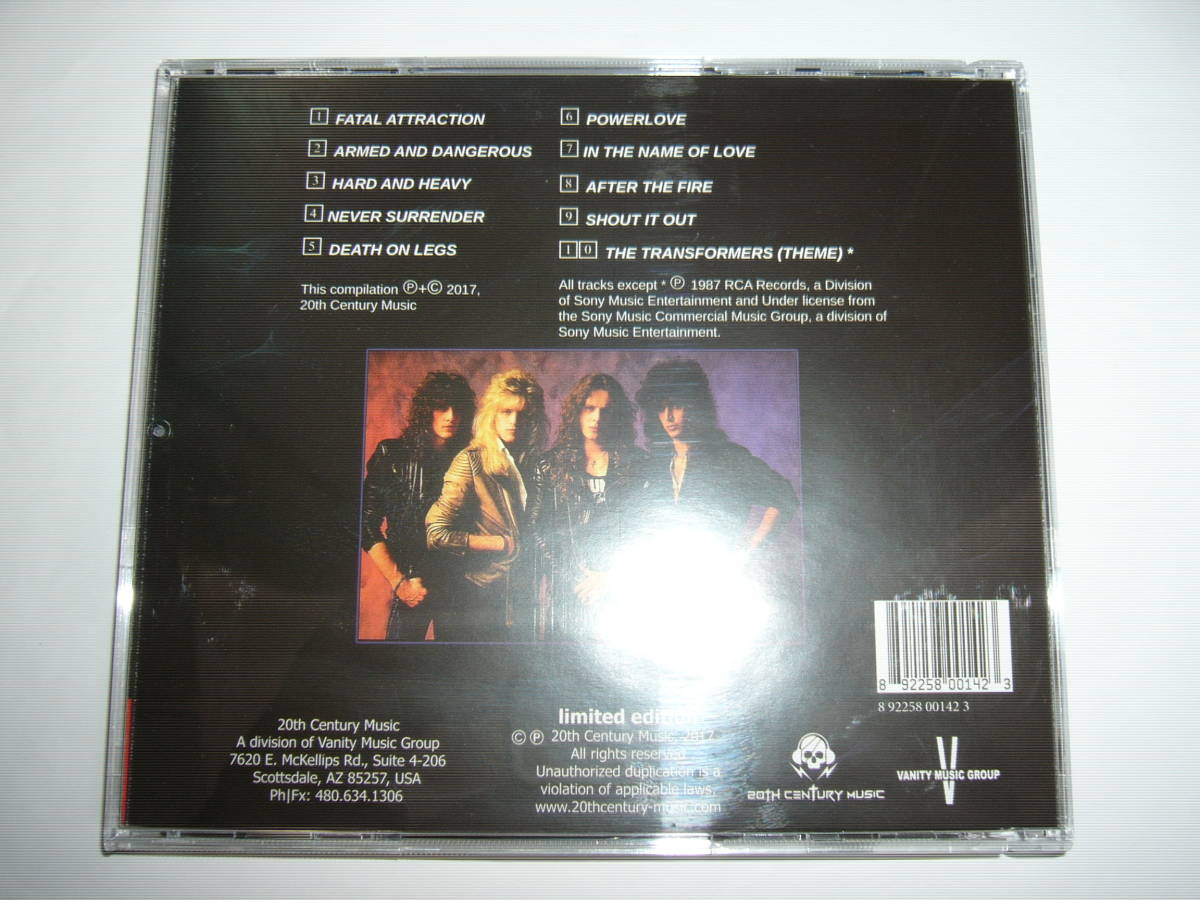 1 FATAL ATTRACTION
2 ARMED AND DANGEROUS
3 HARD AND HEAVY
4 NEVER SURRENDER
5 DEATH ON LEGS
6 POWERLOVE
7 IN THE NAME OF LOVE
8 AFTER THE FIRE
9 SHOUT IT OUT
10 THE TRANSFORMERS (THEME) *
This compilation ℗+© 2017,
20th Century Music
All tracks except * ℗ 1987 RCA Records, a Division
of Sony Music Entertainment and Under license from
the Sony Music Commercial Music Group, a division of
Sony Music Entertainment.
20th Century Music
A division of Vanity Music Group
7620 E. McKellips Rd., Suite 4-206
Scottsdale, AZ 85257, USA
Ph|Fx: 480.634.1306
limited edition
© ℗ 20th Century Music, 2017.
All rights reserved
Unauthorized duplication is a
violation of applicable laws.
www.20thcentury-music.com
20TH CENTURY MUSIC
V
VANITY MUSIC GROUP
8 92258 00142 3
8 92258 00142 3